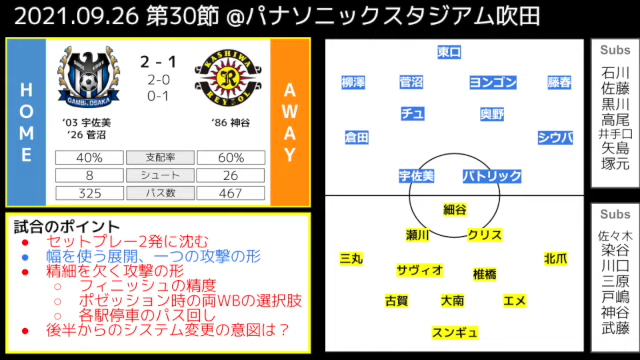 2021.09.26 第30節 @パナソニックスタジアム吹田
HOME
GAMBA OSAKA
2 - 1
2-0
0-1
KASHIWA
REYSOL
AWAY
'03 宇佐美
'26 菅沼
'86 神谷
40% 支配率 60%
8 シュート 26
325 パス数 467
試合のポイント
● セットプレー2発に沈む
● 幅を使う展開、一つの攻撃の形
● 精細を欠く攻撃の形
○ フィニッシュの精度
○ ポゼッション時の両WBの選択肢
○ 各駅停車のパス回し
● 後半からのシステム変更の意図は?
東口
柳澤 菅沼 ヨンゴン 藤春
チュ 奥野
倉田 シウバ
宇佐美 パトリック
細谷
瀬川 クリス
三丸 サヴィオ 椎橋 北爪
古賀 大南 エメ
スンギュ
Subs
石川
佐藤
黒川
高尾
井手口
矢島
塚元
Subs
佐々木
染谷
川口
三原
戸嶋
神谷
武藤